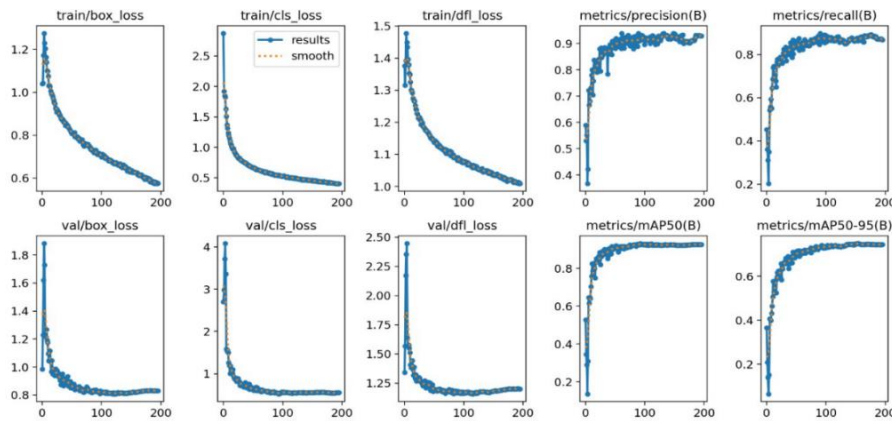 train/box_loss
train/cls_loss
train/dfl_loss
metrics/precision(B)
metrics/recall(B)
1.2
1.0
0.8
0.6
2.5
2.0
1.5
1.0
0.5
results
smooth
1.5
1.4
1.3
1.2
1.1
1.0
0.9
0.8
0.7
0.6
0.5
0.4
0.8
0.6
0.4
0.2
0 100 200
0 100 200
0 100 200
0 100 200
0 100 200
val/box_loss
val/cls_loss
val/dfl_loss
metrics/mAP50(B)
metrics/mAP50-95(B)
1.8
1.6
1.4
1.2
1.0
0.8
4
3
2
1
2.50
2.25
2.00
1.75
1.50
1.25
0.8
0.6
0.4
0.2
0.6
0.4
0.2
0 100 200
0 100 200
0 100 200
0 100 200
0 100 200